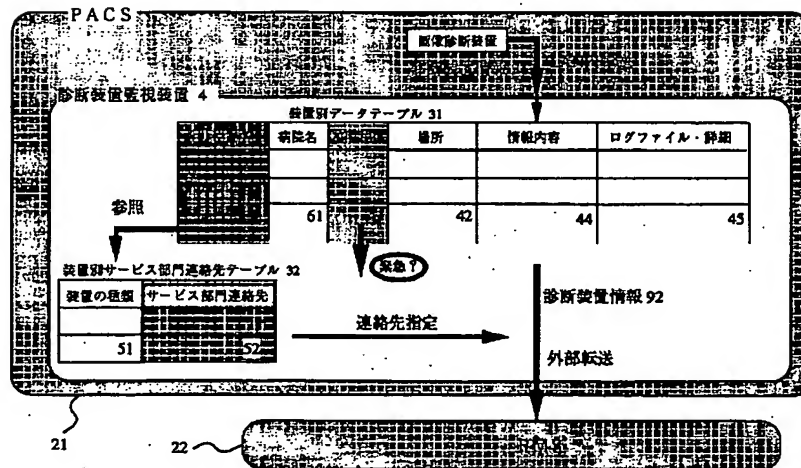 PACS
画像診断装置
診断装置監視装置 4
装置別データテーブル 31
病院名 場所 情報内容 ログファイル・詳細
61 42 44 45
参照
緊急?
装置別サービス部門連絡先テーブル 32
装置の種類 サービス部門連絡先
51 52
診断装置情報 92
連絡先指定
外部転送
21
22